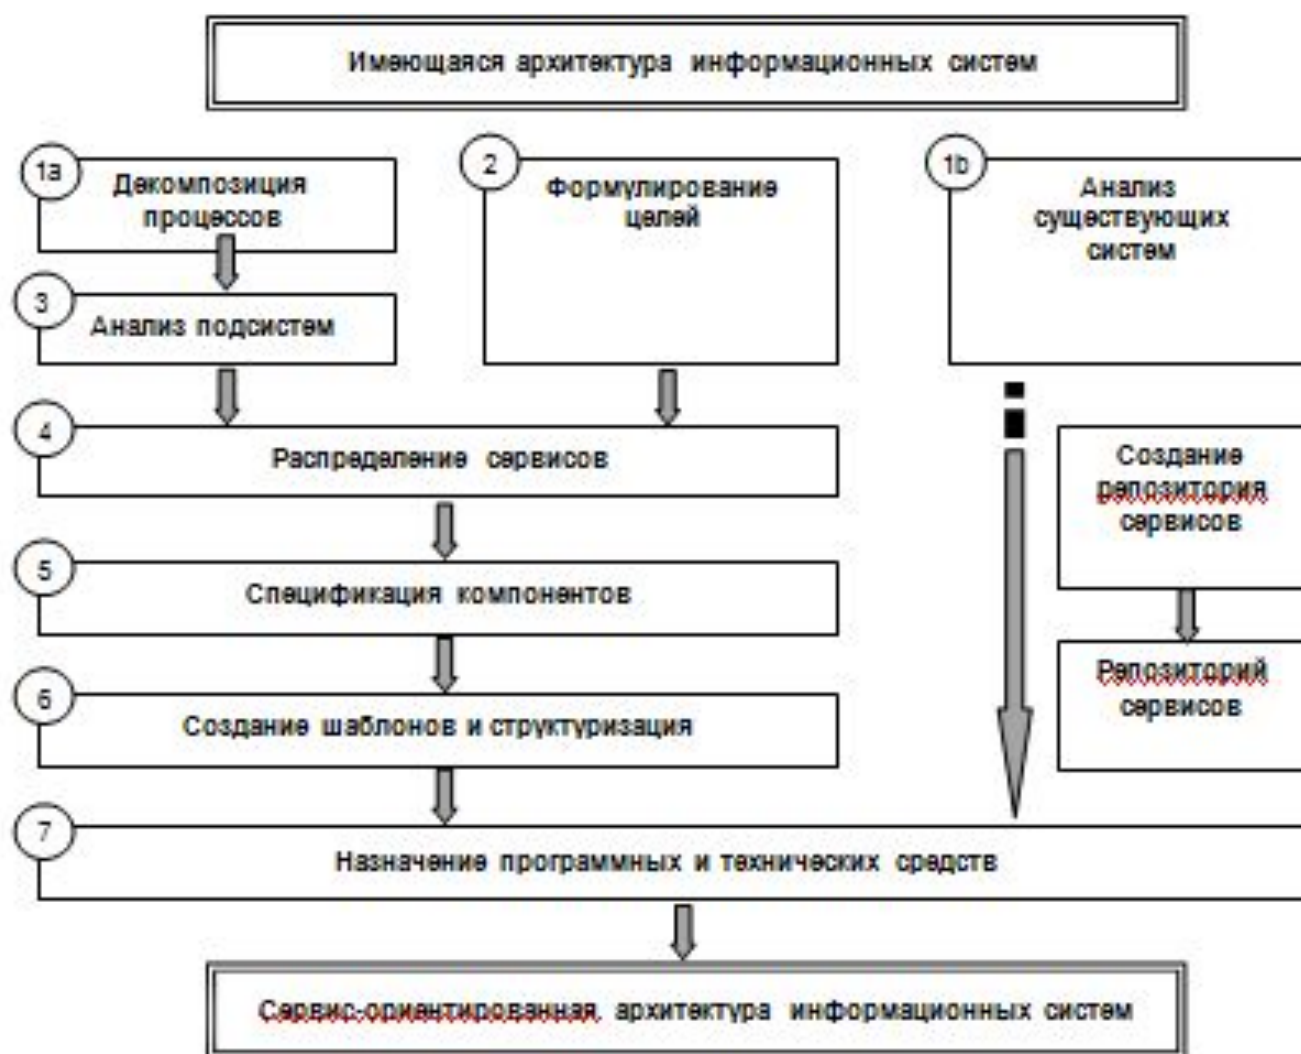 Имеющаяся архитектура информационных систем
1a
Декомпозиция
процессов
2
Формулирование
целей
1b
Анализ
существующих
систем
3
Анализ подсистем
4
Распределение сервисов
Создание
репозитория
сервисов
5
Спецификация компонентов
Репозиторий
сервисов
6
Создание шаблонов и структуризация
7
Назначение программных и технических средств
Сервис-ориентированная архитектура информационных систем